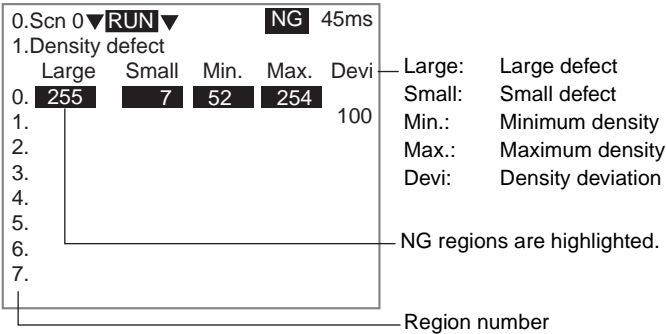 0.Scn 0▼RUN▼ NG 45ms
1.Density defect
Large Small Min. Max. Devi
0. 255 7 52 254
100
1.
2.
3.
4.
5.
6.
7.
Large: Large defect
Small: Small defect
Min.: Minimum density
Max.: Maximum density
Devi: Density deviation
NG regions are highlighted.
Region number